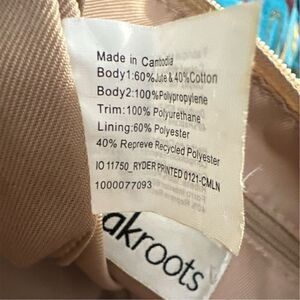 Made in Cambodia
Body1:60%Jute &40%Cotton
Body2:100%Polypropylene
Trim:100% Polyurethane
Lining:60% Polyester
40% Repreve Recycled Polyester
IO 11750_RYDER PRINTED 0121-CMLN
1000077093
akroots